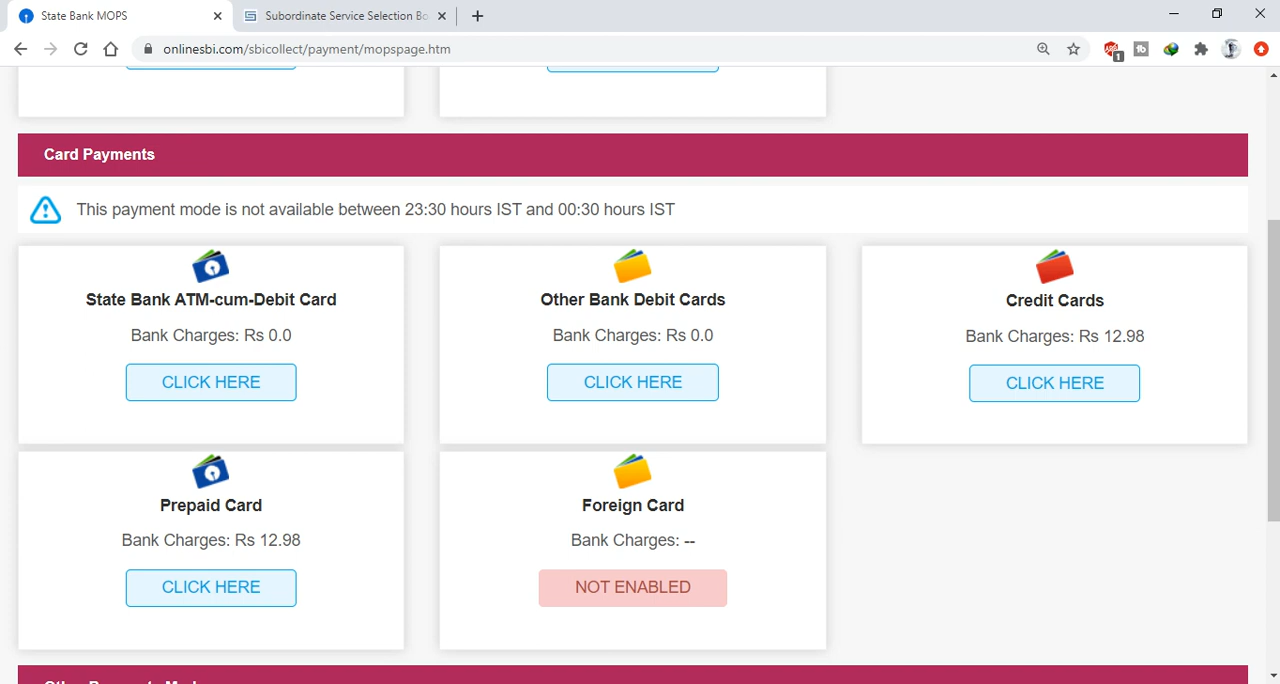 State Bank MOPS
Subordinate Service Selection Bo
onlinesbi.com/sbicollect/payment/mopspage.htm
1
Card Payments
This payment mode is not available between 23:30 hours IST and 00:30 hours IST
State Bank ATM-cum-Debit Card
Bank Charges: Rs 0.0
CLICK HERE
Other Bank Debit Cards
Bank Charges: Rs 0.0
CLICK HERE
Credit Cards
Bank Charges: Rs 12.98
CLICK HERE
Prepaid Card
Bank Charges: Rs 12.98
CLICK HERE
Foreign Card
Bank Charges: --
NOT ENABLED